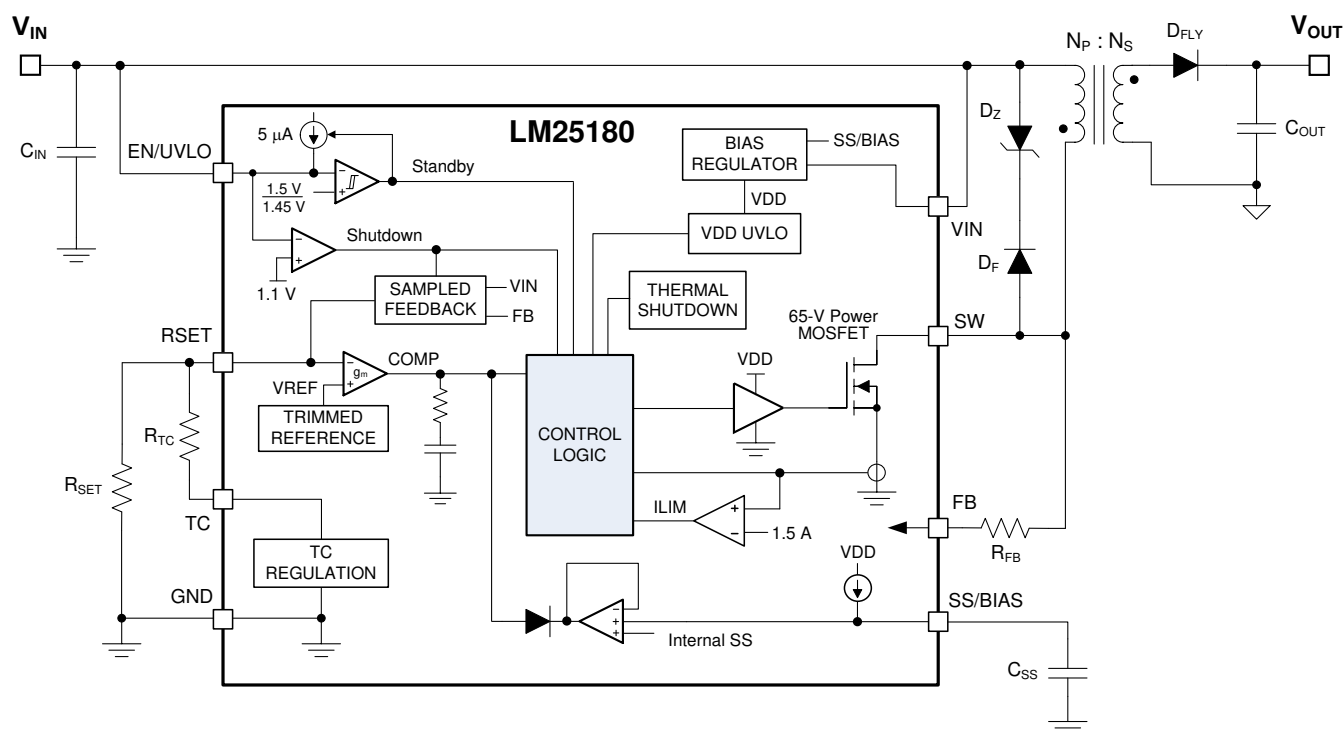 VIN
VOUT
NP : NS
DFLY
CIN
COUT
DZ
DF
LM25180
5 µA
EN/UVLO
Standby
1.5 V
1.45 V
BIAS
REGULATOR
SS/BIAS
VDD
VIN
VDD UVLO
Shutdown
1.1 V
SAMPLED
FEEDBACK
VIN
FB
THERMAL
SHUTDOWN
65-V Power
MOSFET
SW
RSET
COMP
gm
VREF
VDD
TRIMMED
REFERENCE
RTC
RSET
CONTROL
LOGIC
TC
ILIM
1.5 A
FB
RFB
TC
REGULATION
VDD
GND
SS/BIAS
Internal SS
CSS